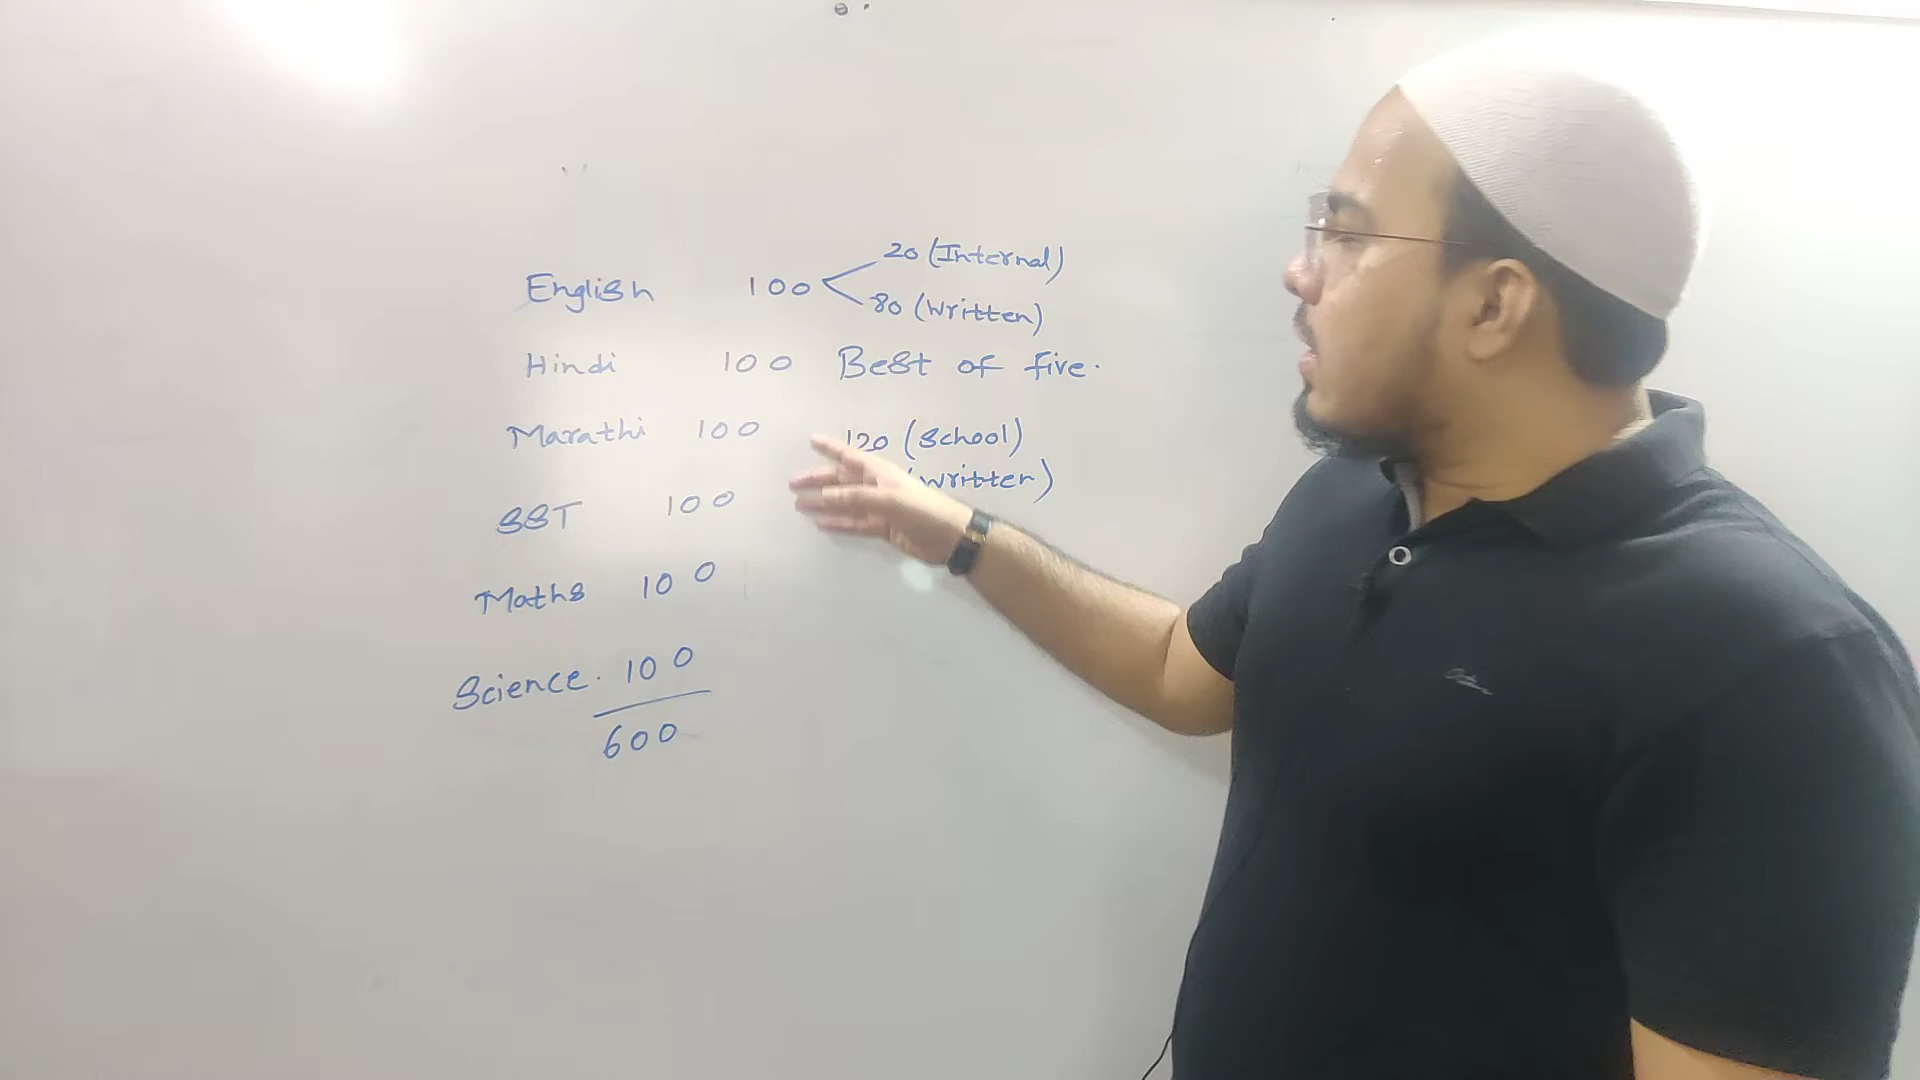 English 100 20 (Internal)
80 (Written)
Hindi 100 Best of five.
Marathi 100 120 (School)
(Written)
SST 100
Maths 100
Science. 100
600